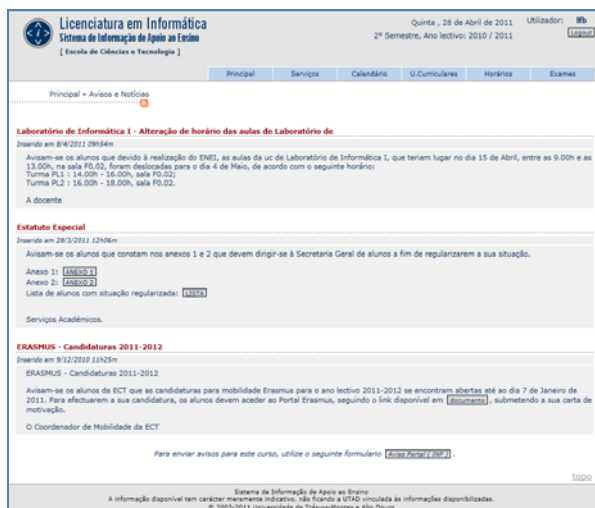 Licenciatura em Informática
Sistema de Informação de Apoio ao Ensino
[ Escola de Ciências e Tecnologia ]
Quinta , 28 de Abril de 2011
2º Semestre, Ano lectivo: 2010 / 2011
Utilizador: lfb
Logout
Principal Serviços Calendário U.Curriculares Horários Exames
Principal » Avisos e Notícias
Laboratório de Informática I - Alteração de horário das aulas de Laboratório de
Inserido em 8/4/2011 09h54m
Avisam-se os alunos que devido à realização do ENEI, as aulas da uc de Laboratório de Informática I, que teriam lugar no dia 15 de Abril, entre as 9.00h e as
13.00h, na sala F0.02, foram deslocadas para o dia 4 de Maio, de acordo com o seguinte horário:
Turma PL1 : 14.00h - 16.00h, sala F0.02;
Turma PL2 : 16.00h - 18.00h, sala F0.02.
A docente
Estatuto Especial
Inserido em 28/3/2011 12h06m
Avisam-se os alunos que constam nos anexos 1 e 2 que devem dirigir-se à Secretaria Geral de alunos a fim de regularizarem a sua situação.
Anexo 1: ANEXO 1
Anexo 2: ANEXO 2
Lista de alunos com situação regularizada: LISTA
Serviços Académicos.
ERASMUS - Candidaturas 2011-2012
Inserido em 9/12/2010 11h25m
ERASMUS - Candidaturas 2011-2012
Avisam-se os alunos da ECT que as candidaturas para mobilidade Erasmus para o ano lectivo 2011-2012 se encontram abertas até ao dia 7 de Janeiro de
2011. Para efectuarem a sua candidatura, os alunos devem aceder ao Portal Erasmus, seguindo o link disponível em documento , submetendo a sua carta de
motivação.
O Coordenador de Mobilidade da ECT
Para enviar avisos para este curso, utilize o seguinte formulario Aviso Portal [ INF ] .
topo
Sistema de Informação de Apoio ao Ensino
A informação disponível tem carácter meramente indicativo, não ficando a UTAD vinculada às informações disponibilizadas.
© 2002-2011 Universidade de Trás-os-Montes e Alto Douro